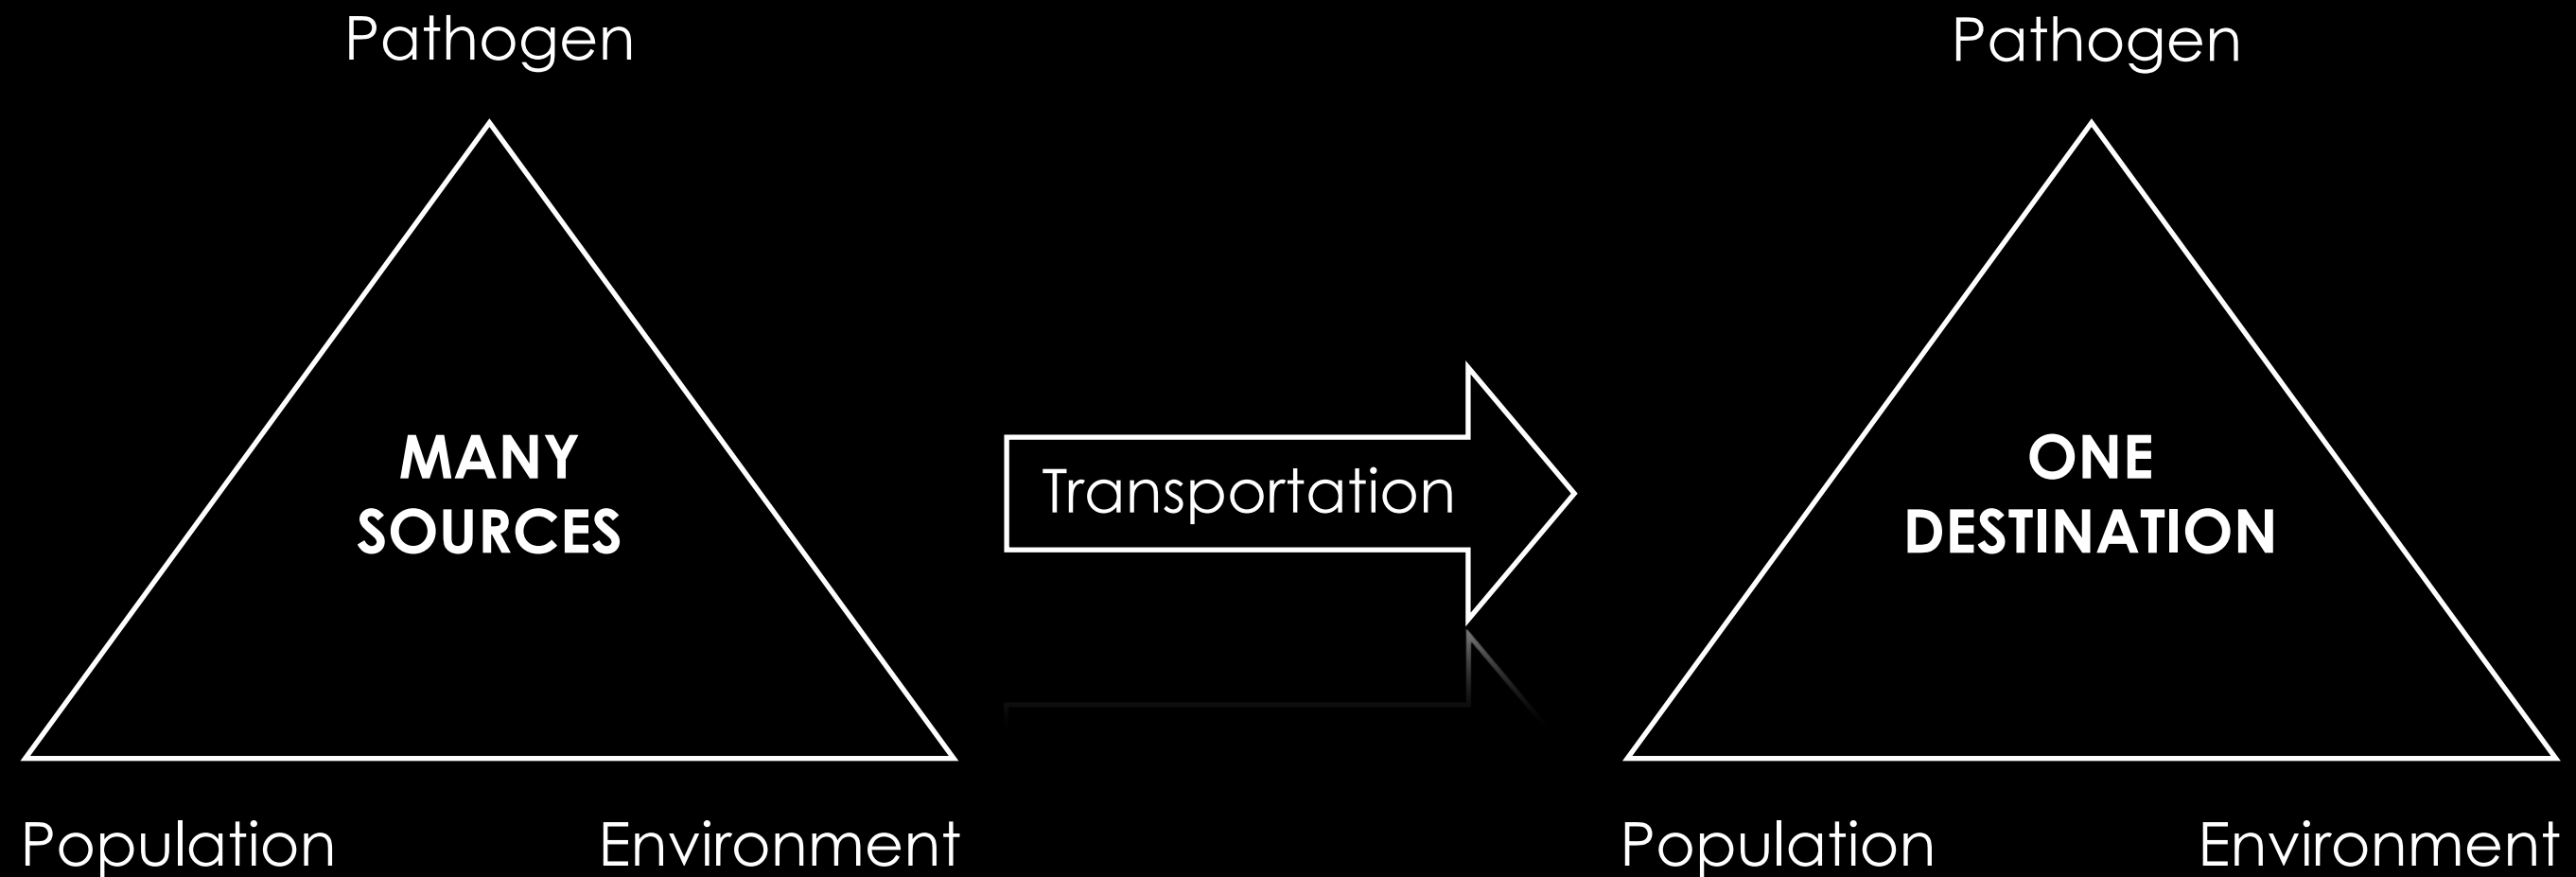 Pathogen
MANY
SOURCES
Population
Environment
Transportation
Pathogen
ONE
DESTINATION
Population
Environment